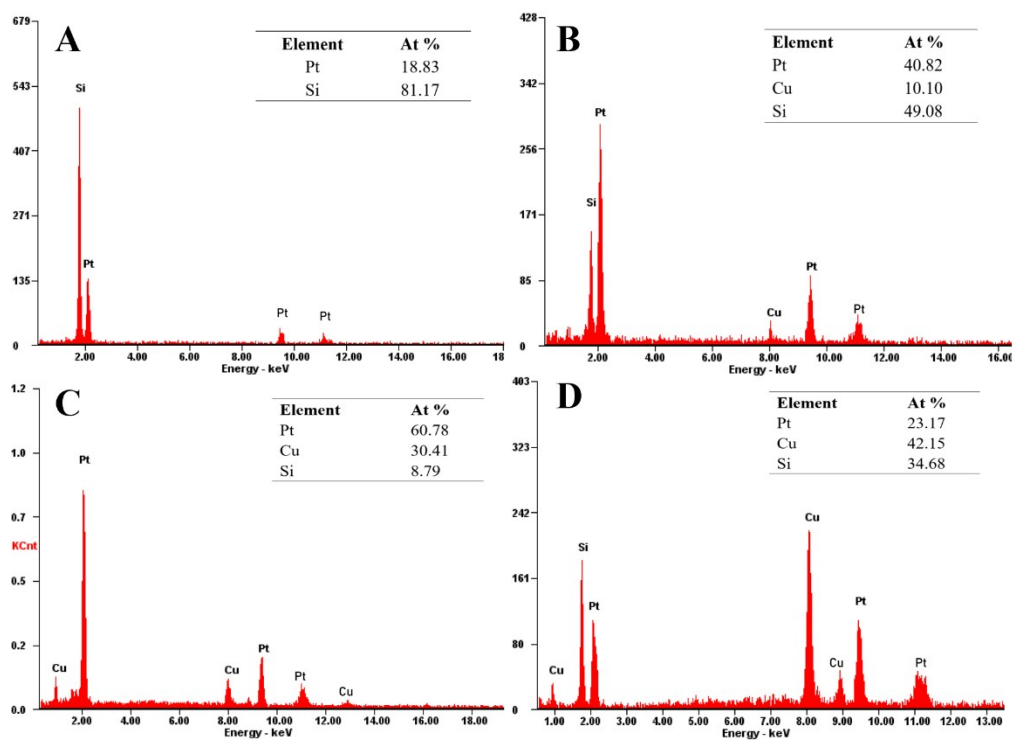 A
Element At %
Pt 18.83
Si 81.17
679
543
407
271
135
0
Si
Pt
Pt
Pt
2.00 4.00 6.00 8.00 10.00 12.00 14.00 16.00 18.0
Energy - keV
B
Element At %
Pt 40.82
Cu 10.10
Si 49.08
428
342
256
171
85
0
Si
Pt
Cu
Pt
Pt
2.00 4.00 6.00 8.00 10.00 12.00 14.00 16.00
Energy - keV
C
Element At %
Pt 60.78
Cu 30.41
Si 8.79
1.2
1.0
0.7
KCnt
0.5
0.2
0.0
Cu
Pt
Cu
Pt
Pt
Cu
2.00 4.00 6.00 8.00 10.00 12.00 14.00 16.00 18.00
Energy - keV
D
Element At %
Pt 23.17
Cu 42.15
Si 34.68
403
323
242
161
80
0
Cu
Si
Pt
Cu
Cu
Pt
Pt
1.00 2.00 3.00 4.00 5.00 6.00 7.00 8.00 9.00 10.00 11.00 12.00 13.00
Energy - keV